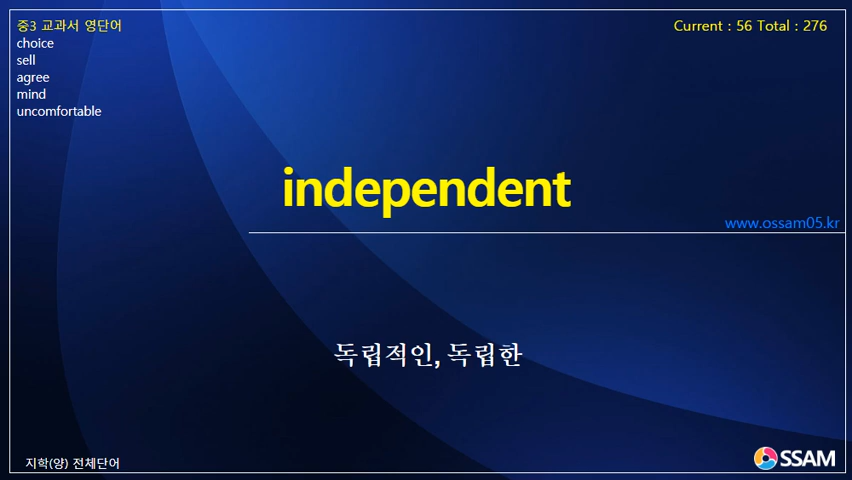 중3 교과서 영단어
Current : 56 Total : 276
choice
sell
agree
mind
uncomfortable
independent
www.ossam05.kr
독립적인, 독립한
지학(양) 전체단어
OSSAM